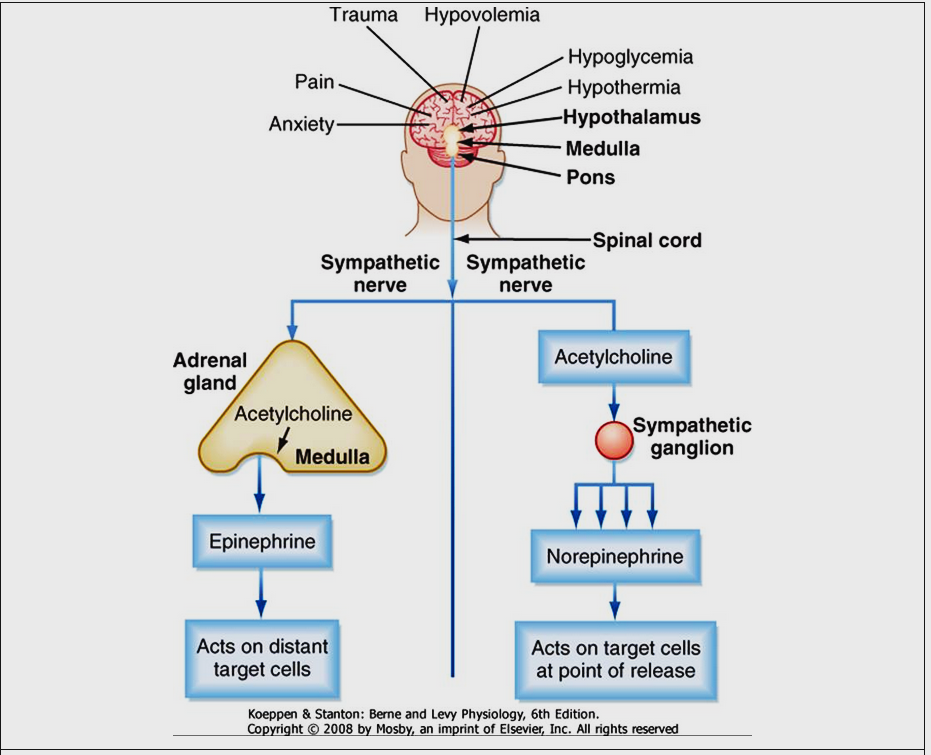 Trauma
Hypovolemia
Hypoglycemia
Pain
Hypothermia
Hypothalamus
Anxiety
Medulla
Pons
Spinal cord
Sympathetic
nerve
Sympathetic
nerve
Adrenal
gland
Acetylcholine
Medulla
Epinephrine
Acts on distant
target cells
Acetylcholine
Sympathetic
ganglion
Norepinephrine
Acts on target cells
at point of release
Koeppen & Stanton: Berne and Levy Physiology, 6th Edition.
Copyright © 2008 by Mosby, an imprint of Elsevier, Inc. All rights reserved